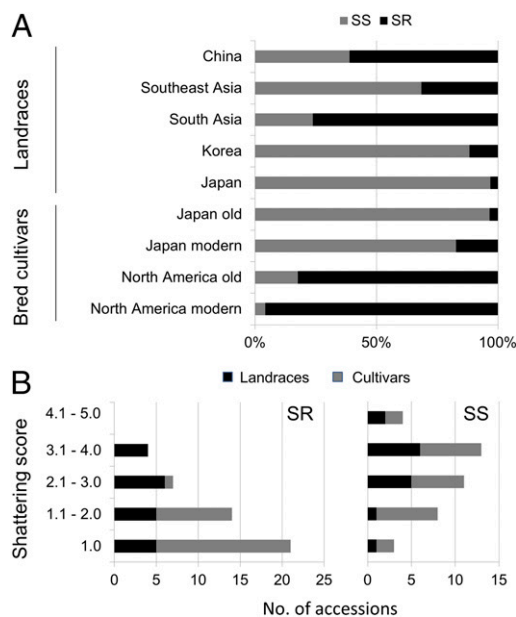 A
SS SR
Landraces
China
Southeast Asia
South Asia
Korea
Japan
Bred cultivars
Japan old
Japan modern
North America old
North America modern
0% 50% 100%
B
Landraces Cultivars
Shattering score
SR SS
4.1 - 5.0
3.1 - 4.0
2.1 - 3.0
1.1 - 2.0
1.0
0 5 10 15 20 25 0 5 10 15
No. of accessions